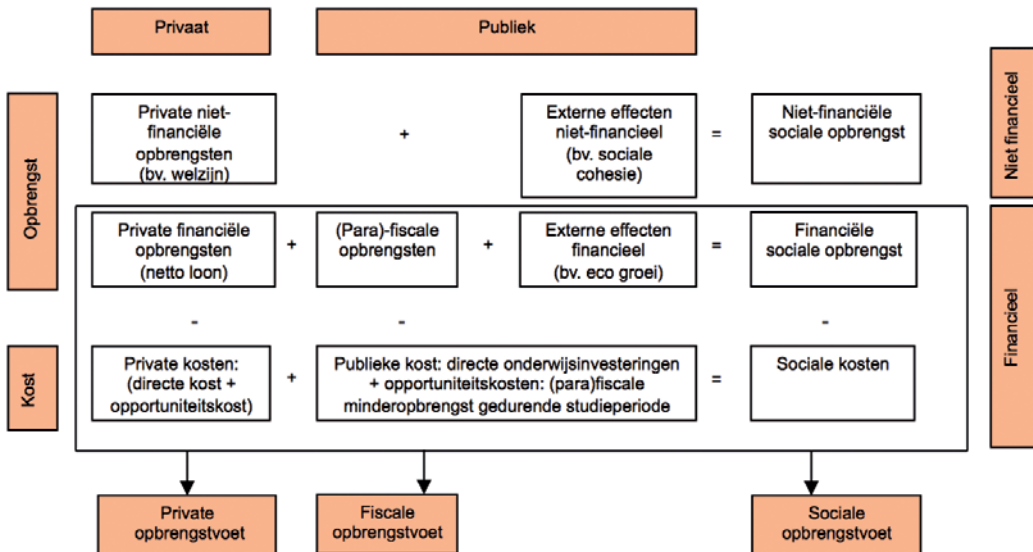 Privaat
Publiek
Niet financieel
Opbrengst
Private niet-
financiële
opbrengsten
(bv. welzijn)
+
Externe effecten
niet-financieel
(bv. sociale
cohesie)
=
Niet-financiële
sociale opbrengst
Private financiële
opbrengsten
(netto loon)
+
(Para)-fiscale
opbrengsten
+
Externe effecten
financieel
(bv. eco groei)
=
Financiële
sociale opbrengst
Financieel
-
-
-
Kost
Private kosten:
(directe kost +
opportuniteitskost)
+
Publieke kost: directe onderwijsinvesteringen
+ opportuniteitskosten: (para)fiscale
minderopbrengst gedurende studieperiode
=
Sociale kosten
Private
opbrengstvoet
Fiscale
opbrengstvoet
Sociale
opbrengstvoet